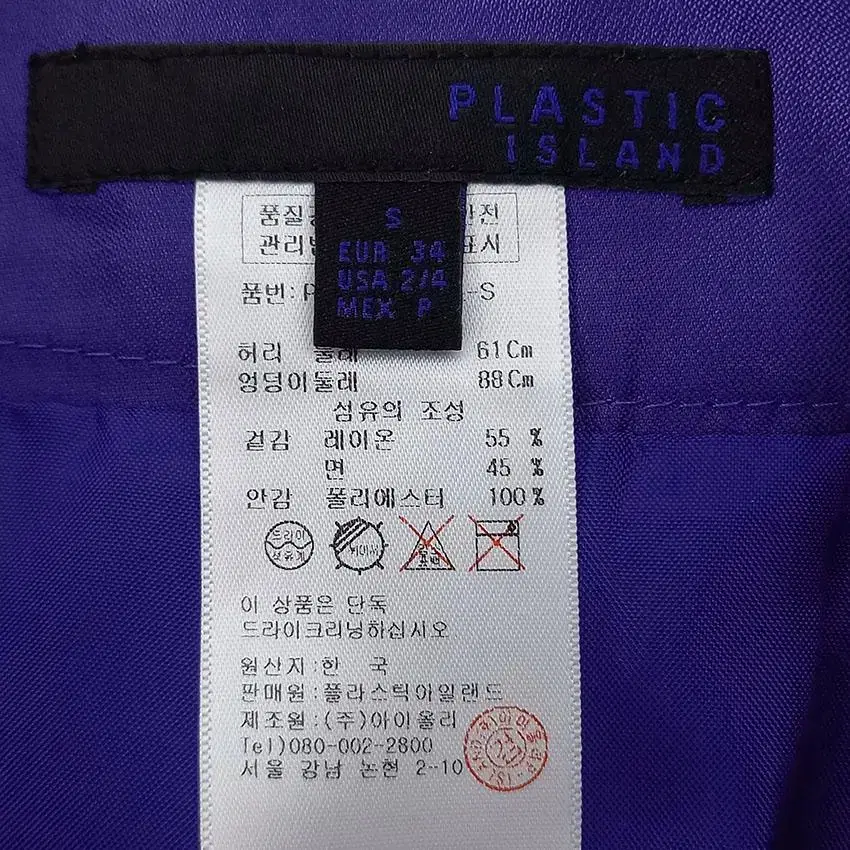 PLASTIC
ISLAND
S
EUR 34
USA 2/4
MEX P
품질 안전
관리 표시
품번: -S
허리 둘레 61Cm
엉덩이둘레 88Cm
섬유의 조성
겉감 레이온 55 %
면 45 %
안감 폴리에스터 100%
드라이
석유계
이 상품은 단독
드라이크리닝하십시오
원산지:한 국
판매원:플라스틱아일랜드
제조원:(주)아이올리
Tel)080-002-2800
서울 강남 논현 2-10